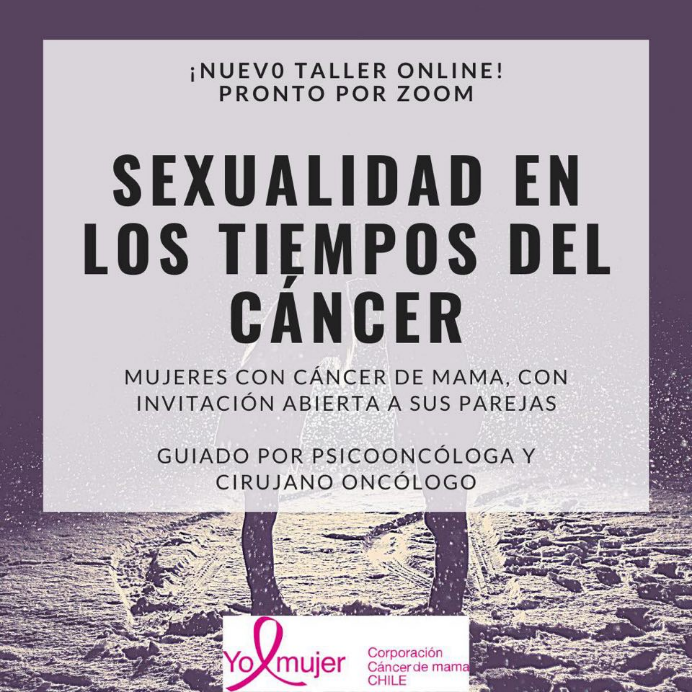 ¡NUEV0 TALLER ONLINE!
PRONTO POR ZOOM
SEXUALIDAD EN
LOS TIEMPOS DEL
CÁNCER
MUJERES CON CÁNCER DE MAMA, CON
INVITACIÓN ABIERTA A SUS PAREJAS
GUIADO POR PSICOONCÓLOGA Y
CIRUJANO ONCÓLOGO
Yo mujer
Corporación
Cáncer de mama
CHILE